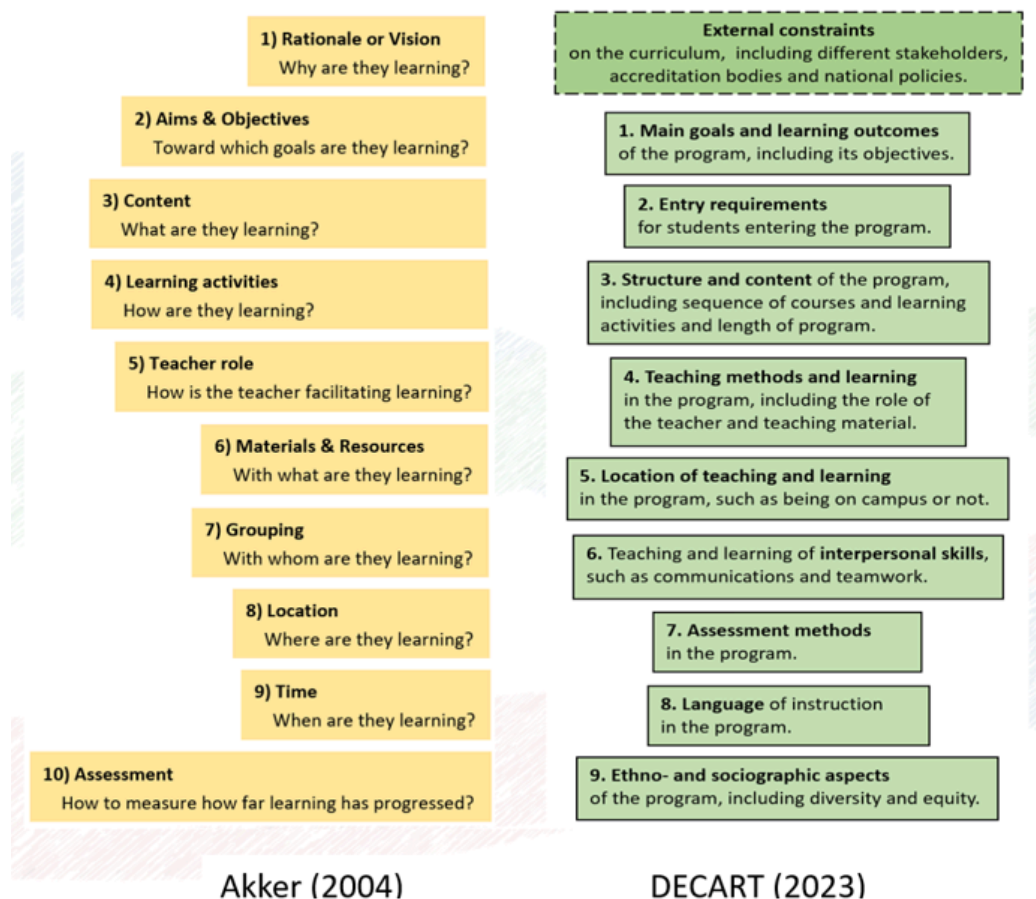 1) Rationale or Vision
Why are they learning?
2) Aims & Objectives
Toward which goals are they learning?
3) Content
What are they learning?
4) Learning activities
How are they learning?
5) Teacher role
How is the teacher facilitating learning?
6) Materials & Resources
With what are they learning?
7) Grouping
With whom are they learning?
8) Location
Where are they learning?
9) Time
When are they learning?
10) Assessment
How to measure how far learning has progressed?
Akker (2004)
External constraints
on the curriculum, including different stakeholders,
accreditation bodies and national policies.
1. Main goals and learning outcomes
of the program, including its objectives.
2. Entry requirements
for students entering the program.
3. Structure and content of the program,
including sequence of courses and learning
activities and length of program.
4. Teaching methods and learning
in the program, including the role of
the teacher and teaching material.
5. Location of teaching and learning
in the program, such as being on campus or not.
6. Teaching and learning of interpersonal skills,
such as communications and teamwork.
7. Assessment methods
in the program.
8. Language of instruction
in the program.
9. Ethno- and sociographic aspects
of the program, including diversity and equity.
DECART (2023)